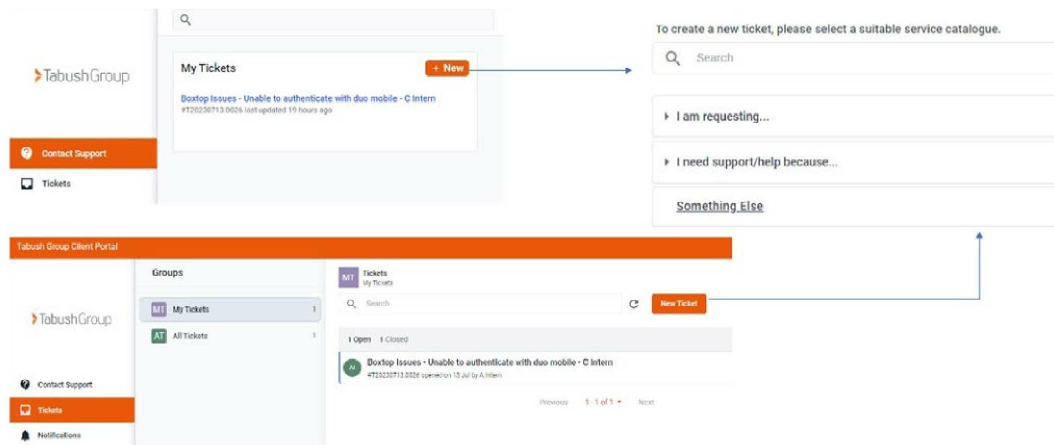 To create a new ticket, please select a suitable service catalogue.
Search
I am requesting...
I need support/help because...
Something Else
TabushGroup
My Tickets
+ New
Boxtop Issues - Unable to authenticate with duo mobile - C Intern
#T20230713.0026 last updated 19 hours ago
Contact Support
Tickets
Tabush Group Client Portal
TabushGroup
Contact Support
Tickets
Notifications
Groups
MT My Tickets 1
AT All Tickets 1
MT Tickets
My Tickets
Search
New Ticket
1 Open 1 Closed
AI Boxtop Issues - Unable to authenticate with duo mobile - C Intern
#T20230713.0026 opened on 13 Jul by A Intern
Previous 1 - 1 of 1 Next